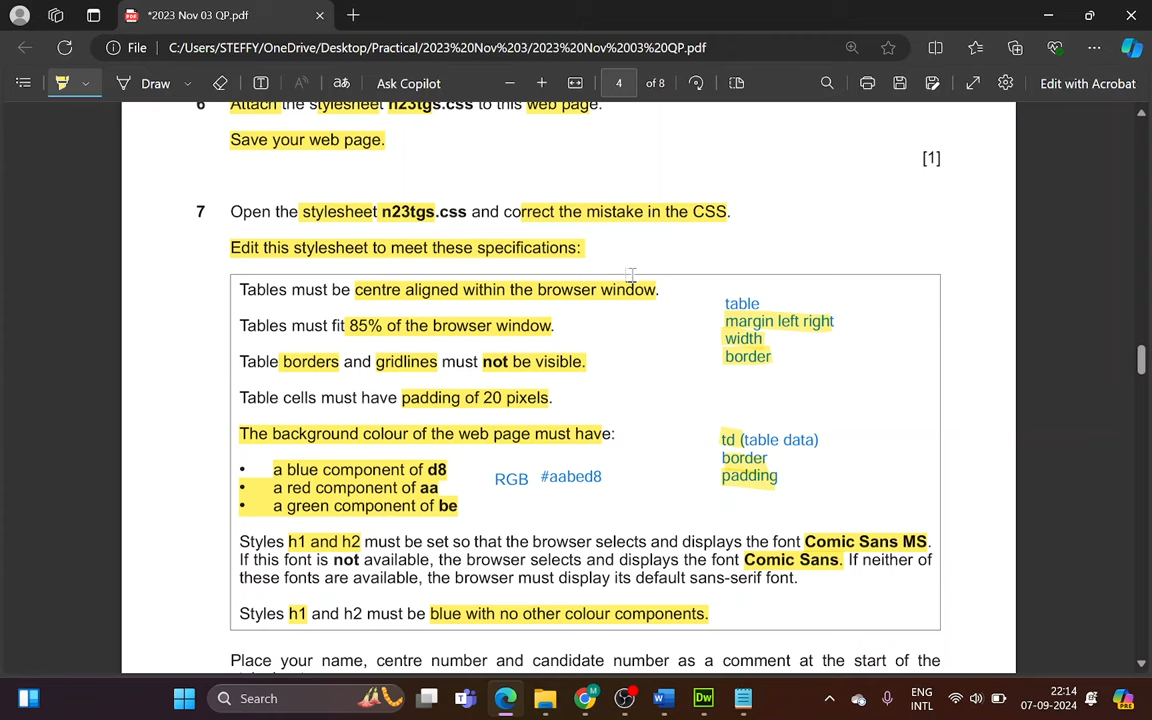 *2023 Nov 03 QP.pdf
File
C:/Users/STEFFY/OneDrive/Desktop/Practical/2023%20Nov%203/2023%20Nov%2003%20QP.pdf
Draw
Ask Copilot
4
of 8
Edit with Acrobat
6 Attach the stylesheet n23tgs.css to this web page.
Save your web page.
[1]
7 Open the stylesheet n23tgs.css and correct the mistake in the CSS.
Edit this stylesheet to meet these specifications:
Tables must be centre aligned within the browser window.
table
margin left right
Tables must fit 85% of the browser window.
width
border
Table borders and gridlines must not be visible.
Table cells must have padding of 20 pixels.
The background colour of the web page must have:
td (table data)
border
padding
• a blue component of d8
• a red component of aa
• a green component of be
RGB #aabed8
Styles h1 and h2 must be set so that the browser selects and displays the font Comic Sans MS.
If this font is not available, the browser selects and displays the font Comic Sans. If neither of
these fonts are available, the browser must display its default sans-serif font.
Styles h1 and h2 must be blue with no other colour components.
Place your name, centre number and candidate number as a comment at the start of the
Search
Dw
ENG
INTL
22:14
07-09-2024
PRE